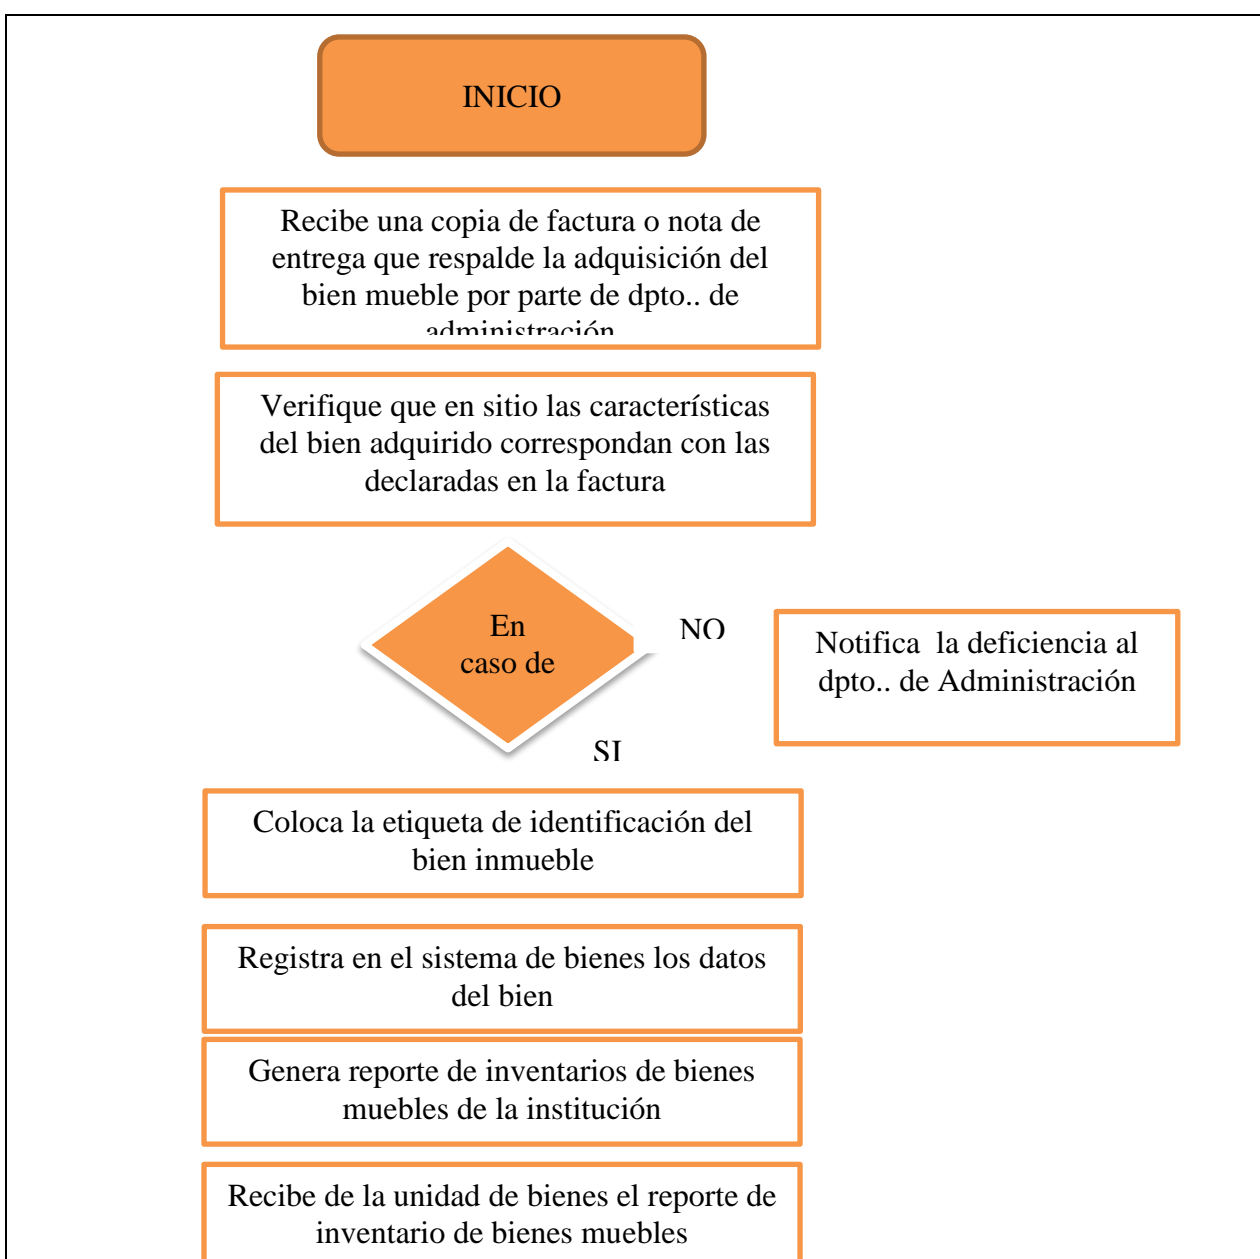 INICIO
Recibe una copia de factura o nota de
entrega que respalde la adquisición del
bien mueble por parte de dpto.. de
administración
Verifique que en sitio las características
del bien adquirido correspondan con las
declaradas en la factura
En
caso de
NO
Notifica la deficiencia al
dpto.. de Administración
SI
Coloca la etiqueta de identificación del
bien inmueble
Registra en el sistema de bienes los datos
del bien
Genera reporte de inventarios de bienes
muebles de la institución
Recibe de la unidad de bienes el reporte de
inventario de bienes muebles